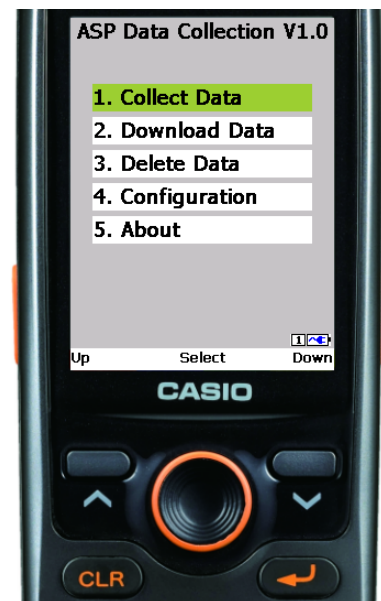 ASP Data Collection V1.0
1. Collect Data
2. Download Data
3. Delete Data
4. Configuration
5. About
1
Up Select Down
CASIO
CLR